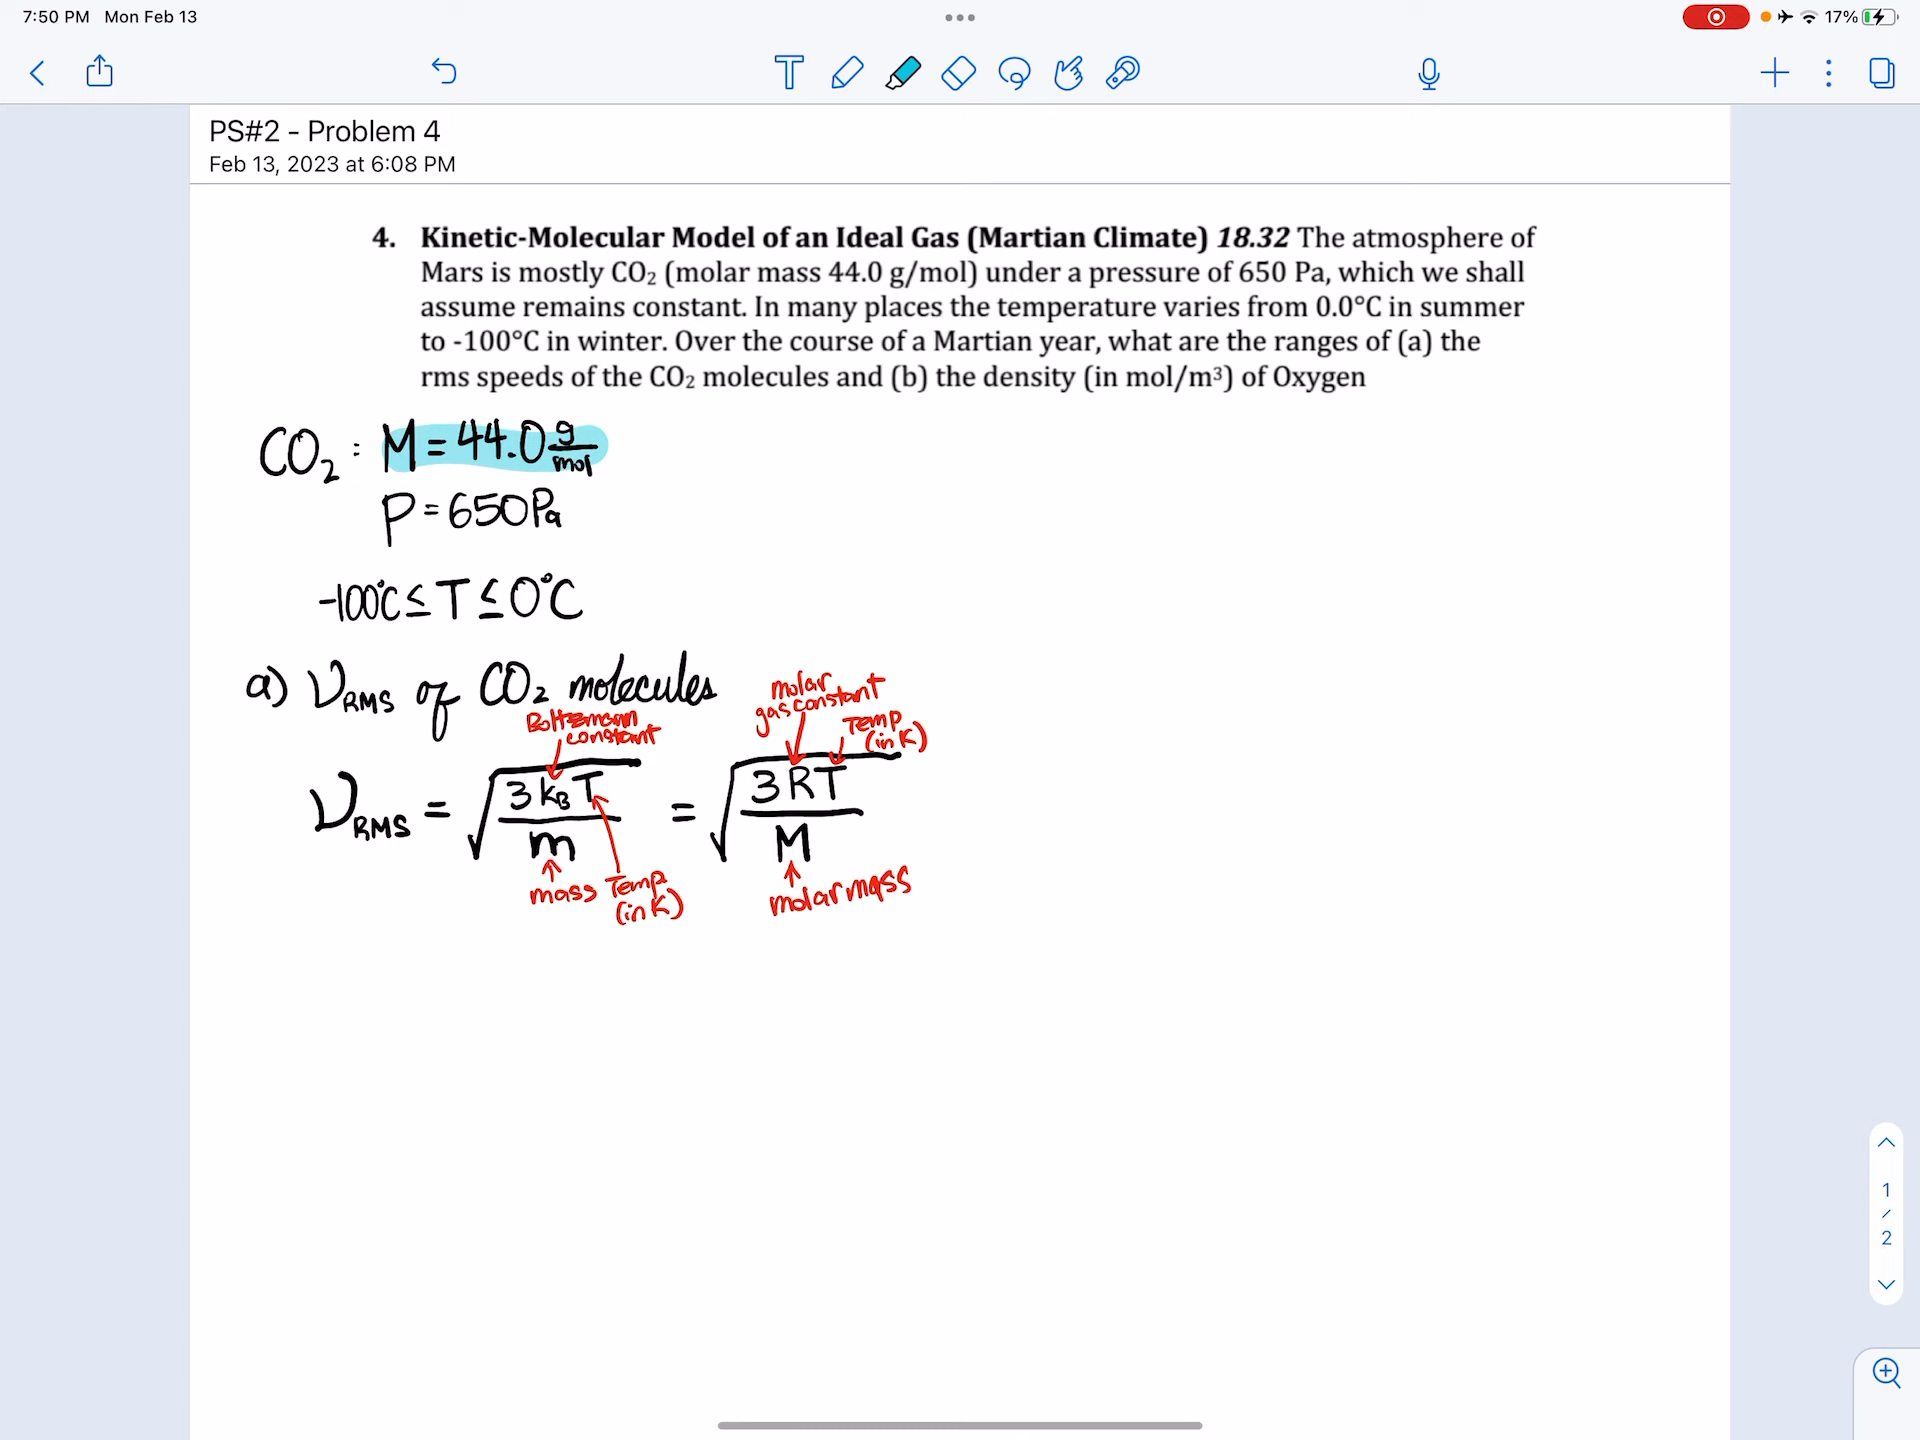 7:50 PM Mon Feb 13
17%
PS#2 - Problem 4
Feb 13, 2023 at 6:08 PM
4. Kinetic-Molecular Model of an Ideal Gas (Martian Climate) 18.32 The atmosphere of
Mars is mostly CO₂ (molar mass 44.0 g/mol) under a pressure of 650 Pa, which we shall
assume remains constant. In many places the temperature varies from 0.0°C in summer
to -100°C in winter. Over the course of a Martian year, what are the ranges of (a) the
rms speeds of the CO₂ molecules and (b) the density (in mol/m³) of Oxygen
CO₂ : M = 44.0 g/mol
P = 650 Pa
-100°C ≤ T ≤ 0°C
a) V_RMS of CO₂ molecules
Boltzmann constant
molar gas constant
Temp (in K)
V_RMS = √(3 k_B T / m) = √(3RT / M)
mass
Temp (in K)
molar mass
1 / 2